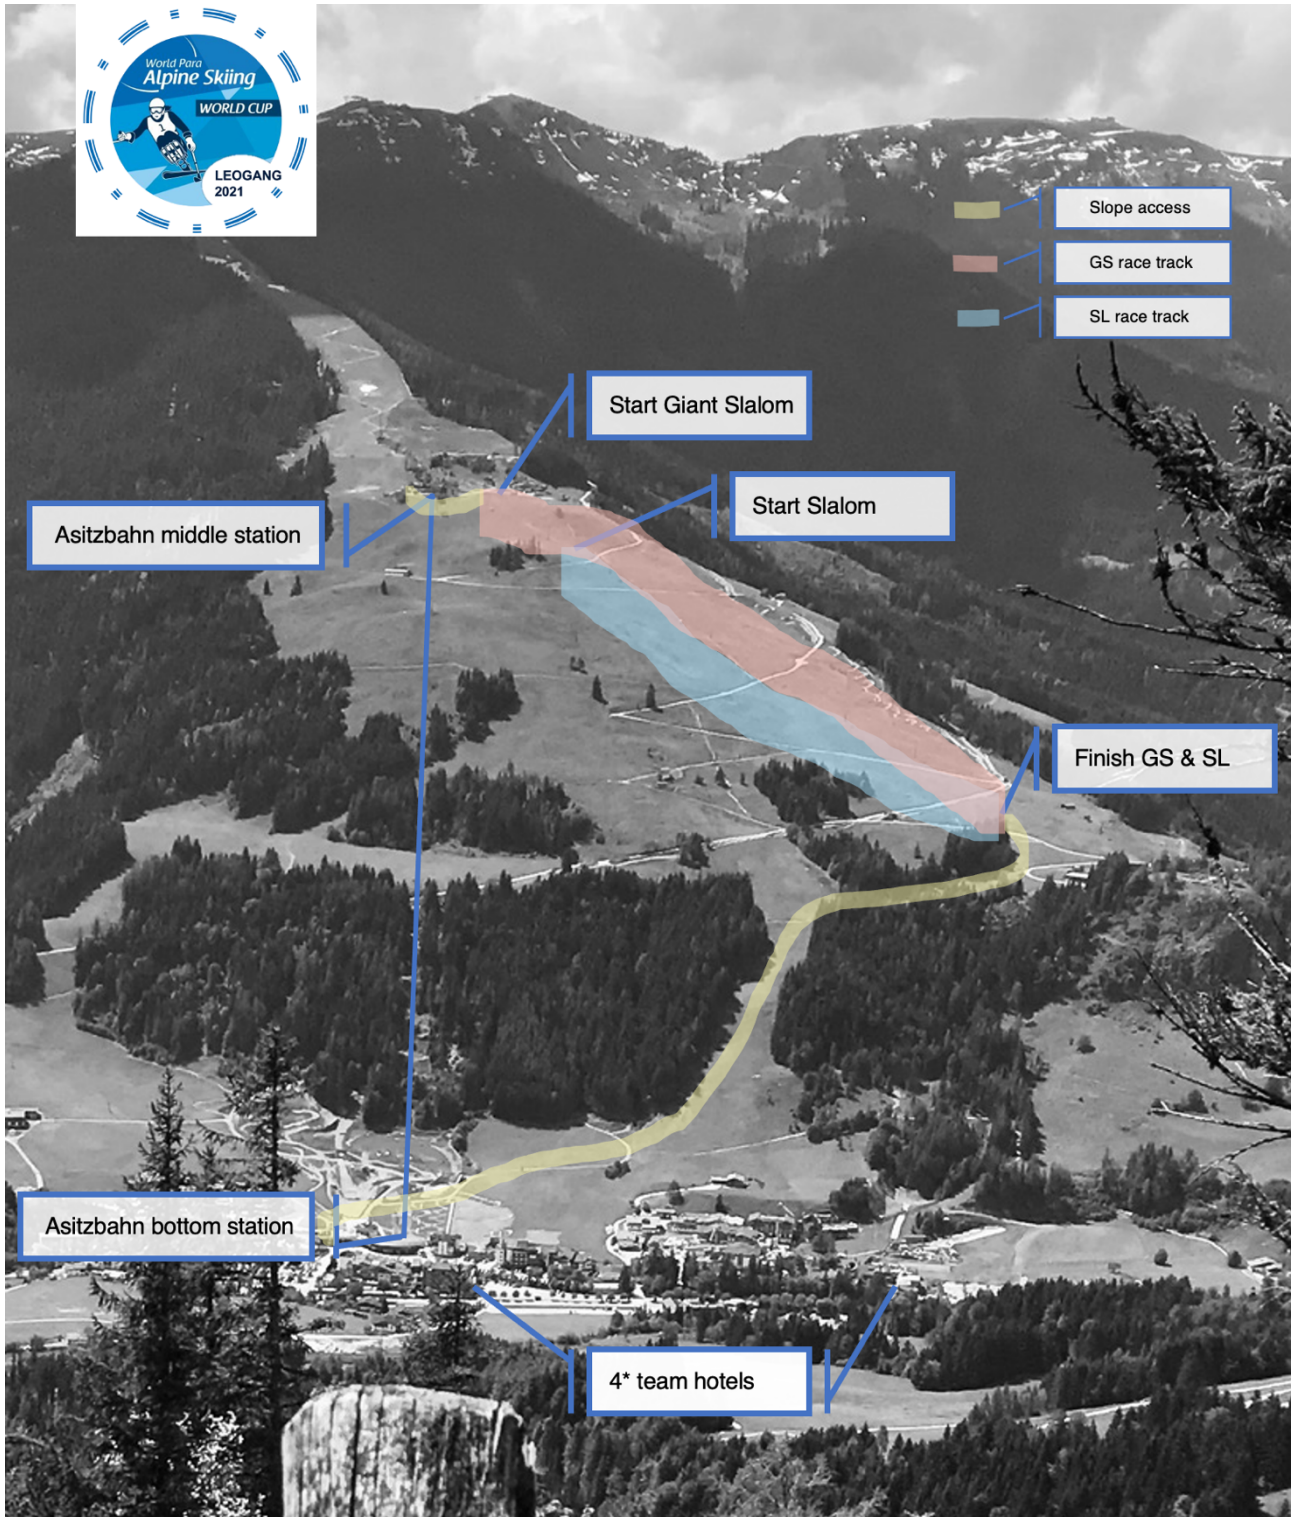 World Para
Alpine Skiing
WORLD CUP
LEOGANG
2021
Slope access
GS race track
SL race track
Start Giant Slalom
Start Slalom
Asitzbahn middle station
Finish GS & SL
Asitzbahn bottom station
4* team hotels